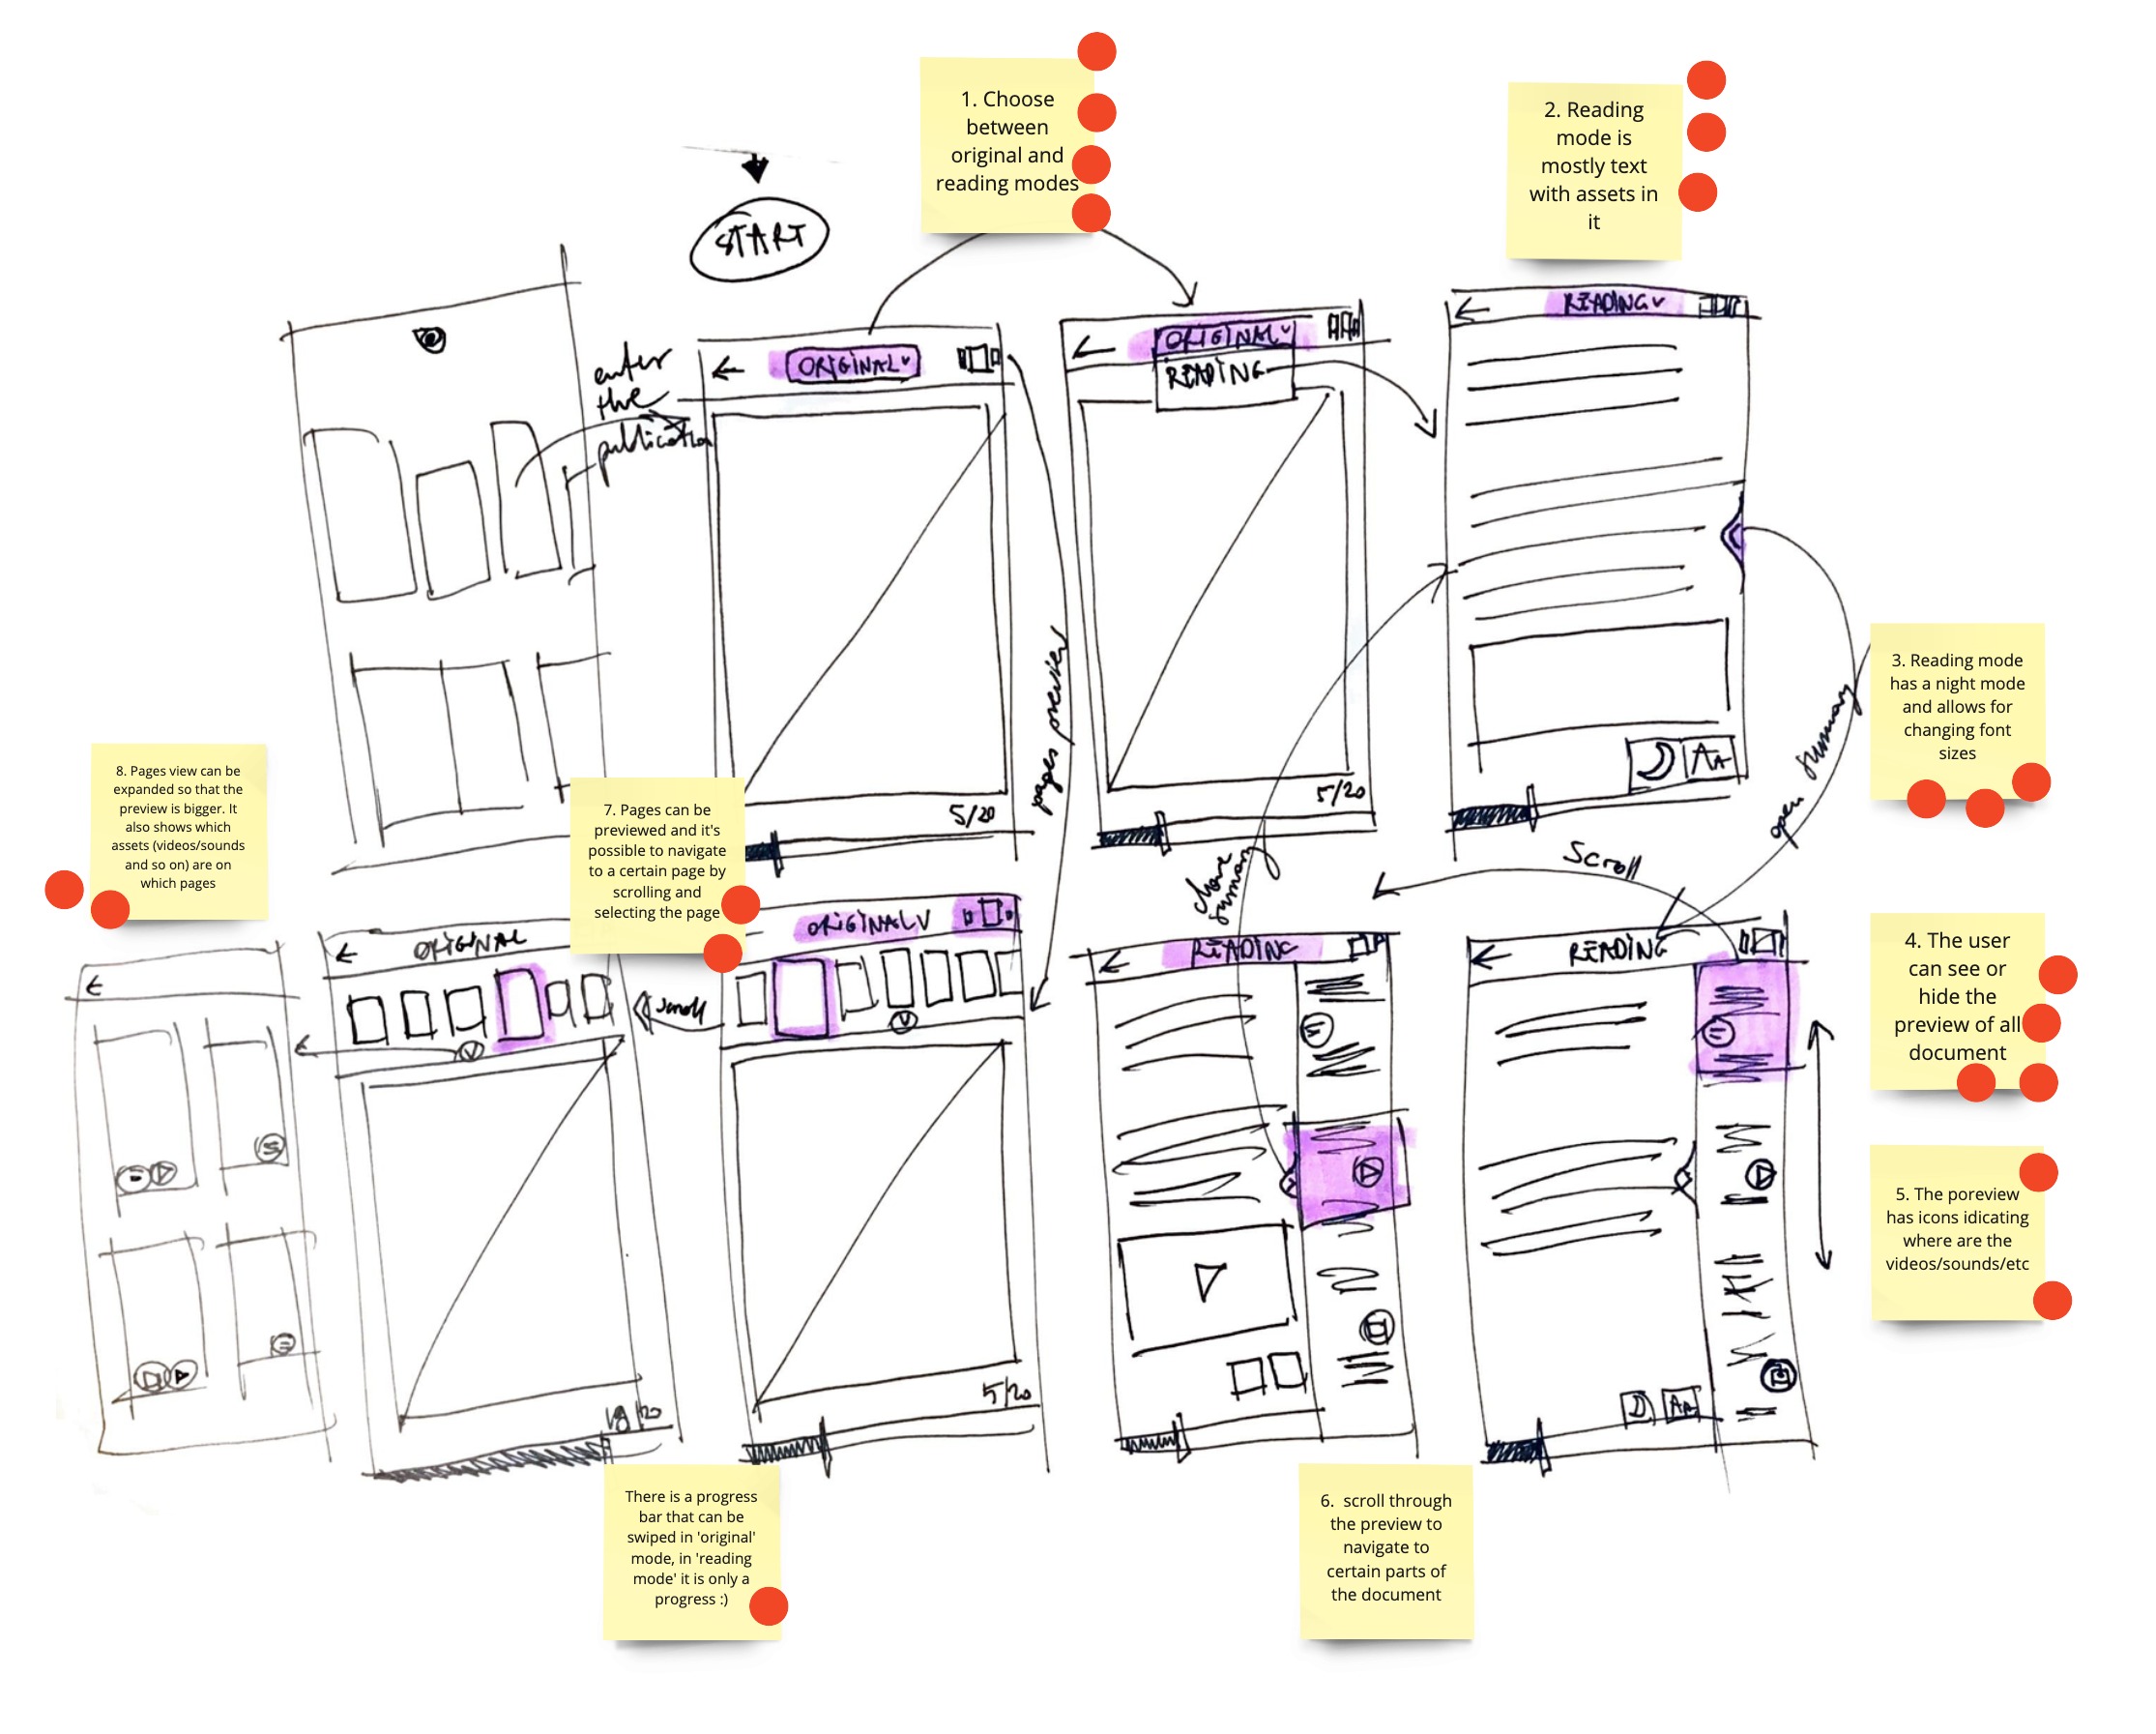 1. Choose
between
original and
reading modes
2. Reading
mode is
mostly text
with assets in
it
START
enter
the
publication
ORIGINAL
5/20
pages preview
ORIGINAL
READING
5/20
READING
AA
open summary
3. Reading mode
has a night mode
and allows for
changing font
sizes
8. Pages view can be
expanded so that the
preview is bigger. It
also shows which
assets (videos/sounds
and so on) are on
which pages
7. Pages can be
previewed and it's
possible to navigate
to a certain page by
scrolling and
selecting the page
ORIGINAL
scroll
ORIGINAL
5/20
summary
Scroll
READING
READING
AA
4. The user
can see or
hide the
preview of all
document
5. The poreview
has icons idicating
where are the
videos/sounds/etc
There is a progress
bar that can be
swiped in 'original'
mode, in 'reading
mode' it is only a
progress :)
6. scroll through
the preview to
navigate to
certain parts of
the document